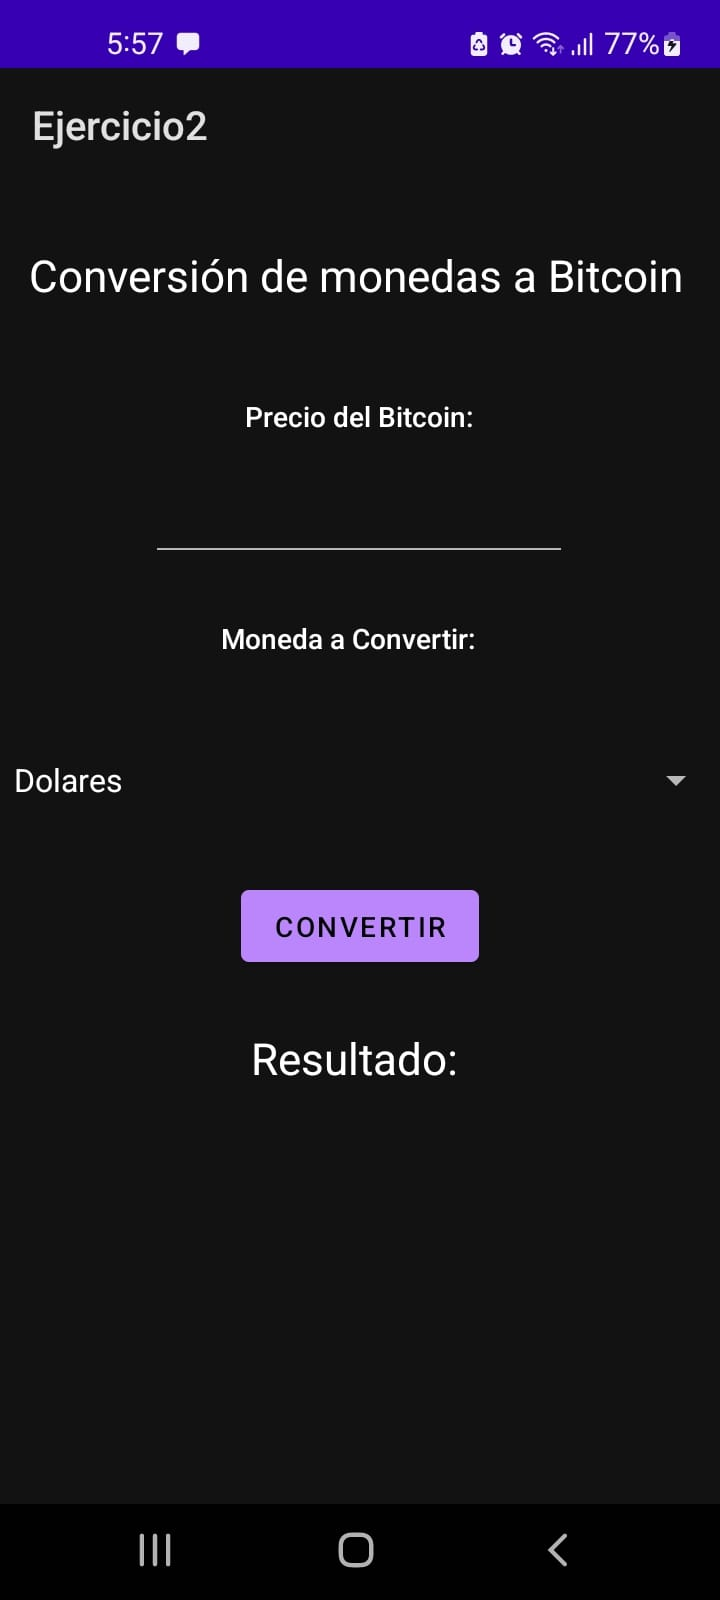 5:57 77%
Ejercicio2
Conversión de monedas a Bitcoin
Precio del Bitcoin:
Moneda a Convertir:
Dolares
CONVERTIR
Resultado: